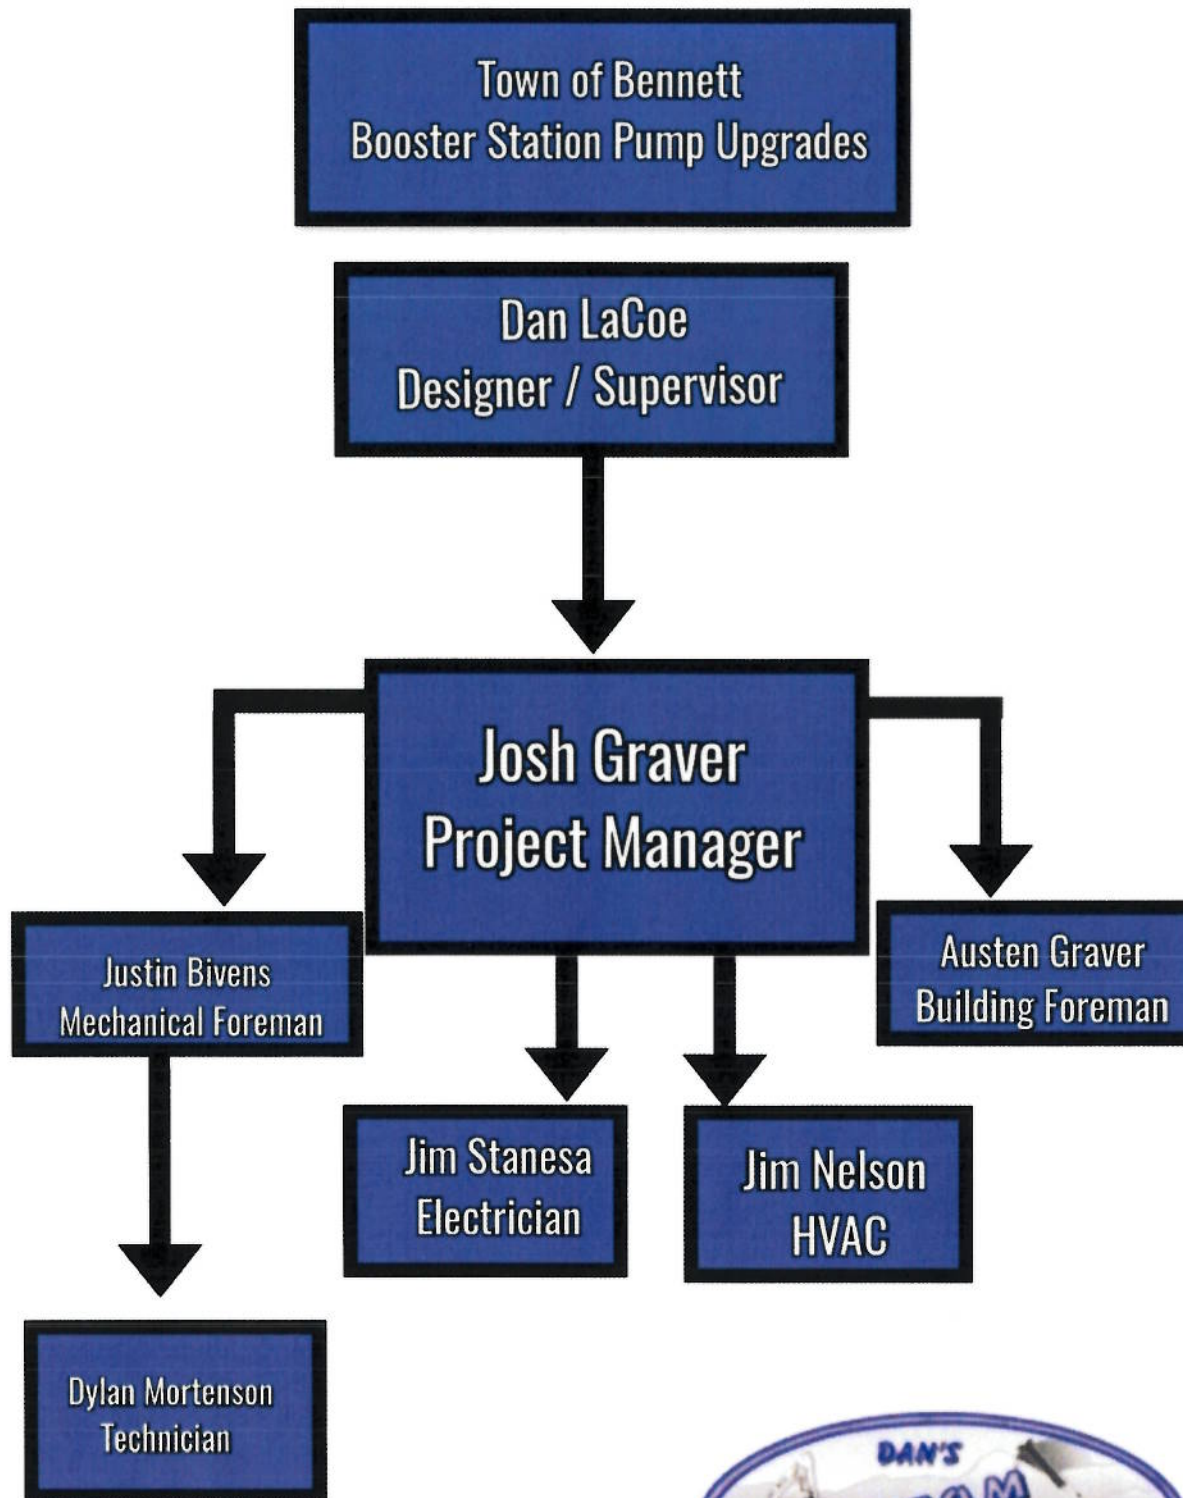 Town of Bennett
Booster Station Pump Upgrades
Dan LaCoe
Designer / Supervisor
Josh Graver
Project Manager
Justin Bivens
Mechanical Foreman
Austen Graver
Building Foreman
Jim Stanesa
Electrician
Jim Nelson
HVAC
Dylan Mortenson
Technician
DAN'S